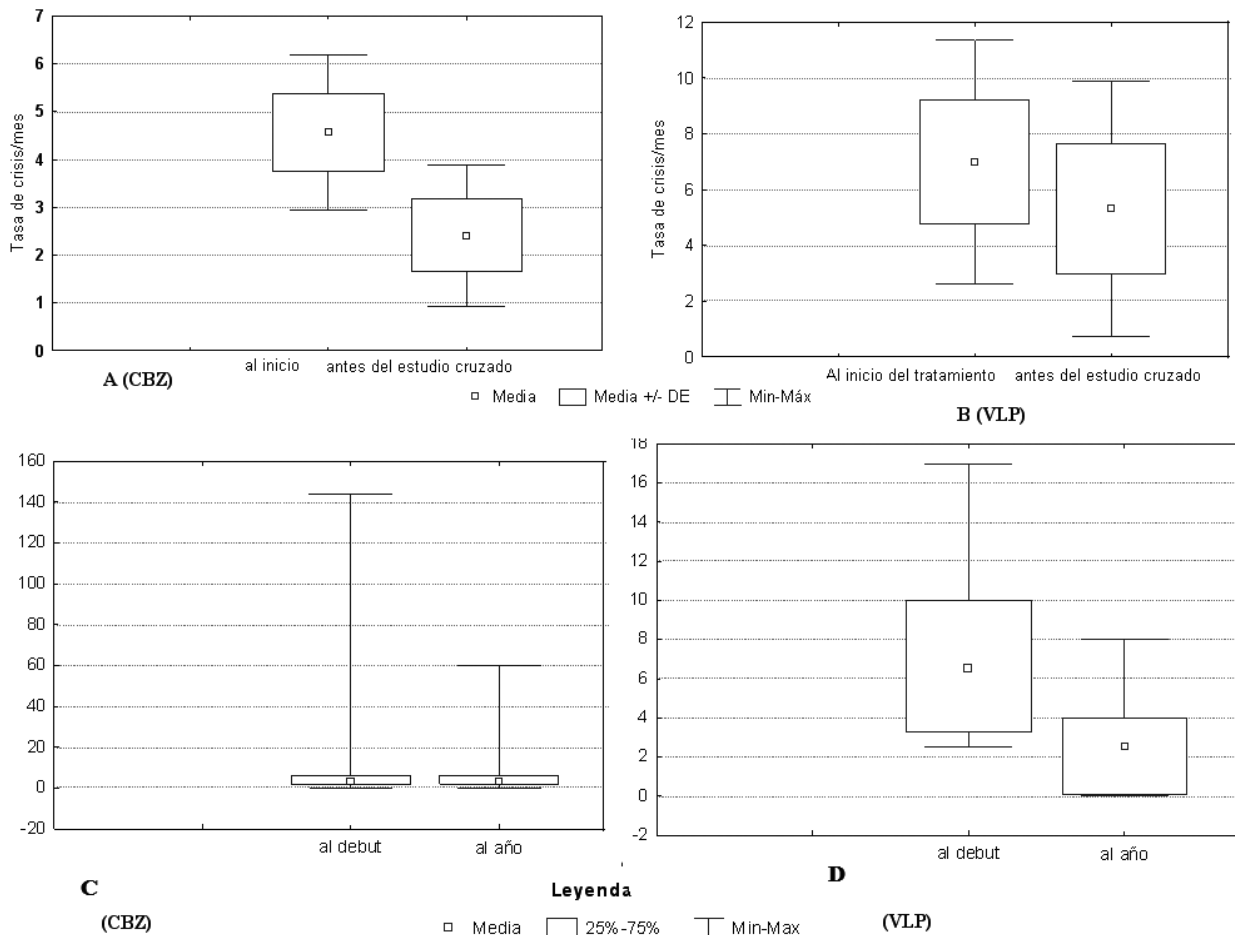 7
6
5
4
3
2
1
0
Tasa de crisis/mes
al inicio
antes del estudio cruzado
A (CBZ)
12
10
8
6
4
2
0
Tasa de crisis/mes
Al inicio del tratamiento
antes del estudio cruzado
B (VLP)
Media
Media +/- DE
Min-Máx
160
140
120
100
80
60
40
20
0
-20
al debut
al año
C
(CBZ)
18
16
14
12
10
8
6
4
2
0
-2
al debut
al año
D
(VLP)
Leyenda
Media
25%-75%
Min-Max